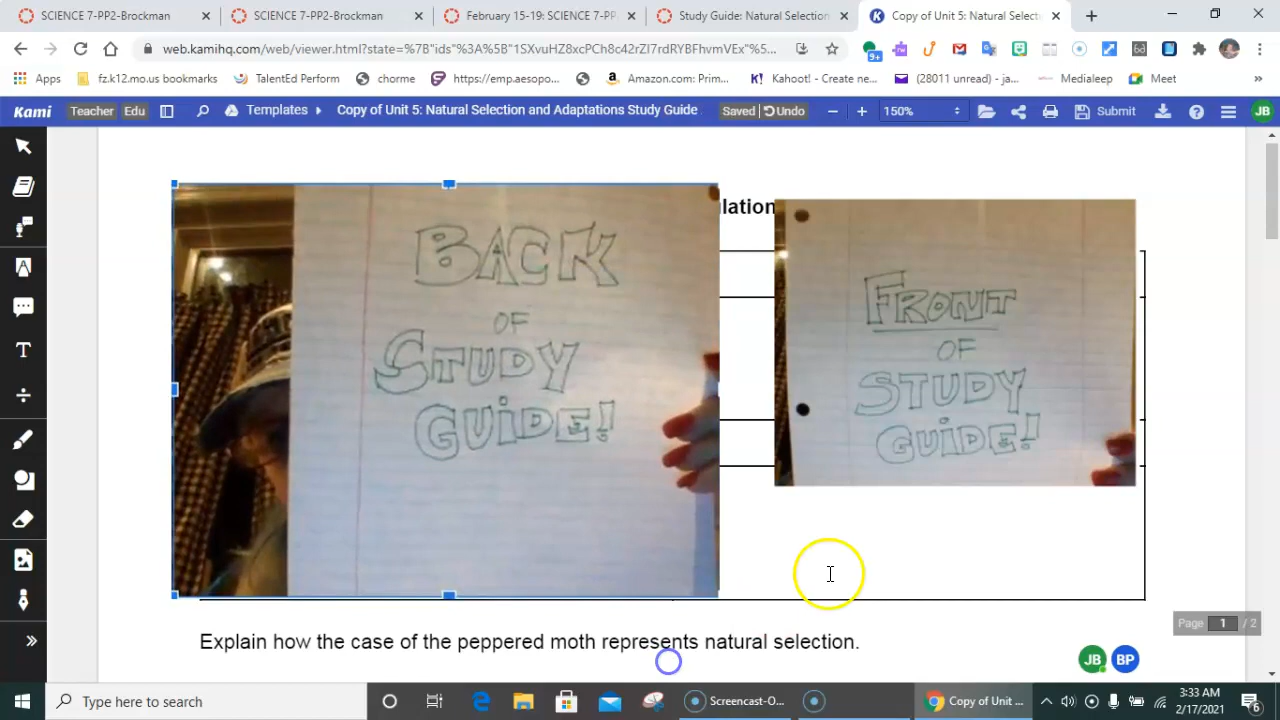 SCIENCE 7-PP2-Brockman
SCIENCE 7-PP2-Brockman
February 15-19: SCIENCE 7-PP
Study Guide: Natural Selection
Copy of Unit 5: Natural Select
web.kamihq.com/web/viewer.html?state=%7B"ids"%3A%5B"1SXvuHZ8xcPCh8c42rZI7rdRYBFhvmVEx"%5...
9+
Apps
fz.k12.mo.us bookmarks
TalentEd Perform
chorme
https://emp.aesopo...
Amazon.com: Prim...
Kahoot! - Create ne...
(28011 unread) - ja...
Medialeep
Meet
»
Kami
Teacher
Edu
Templates
Copy of Unit 5: Natural Selection and Adaptations Study Guide
Saved
Undo
150%
Submit
JB
lation
BACK
OF
STUDY
GUIDE!
FRONT
OF
STUDY
GUIDE!
Explain how the case of the peppered moth represents natural selection.
Page 1 / 2
JB
BP
Type here to search
Screencast-O...
Copy of Unit ...
3:33 AM
2/17/2021
6